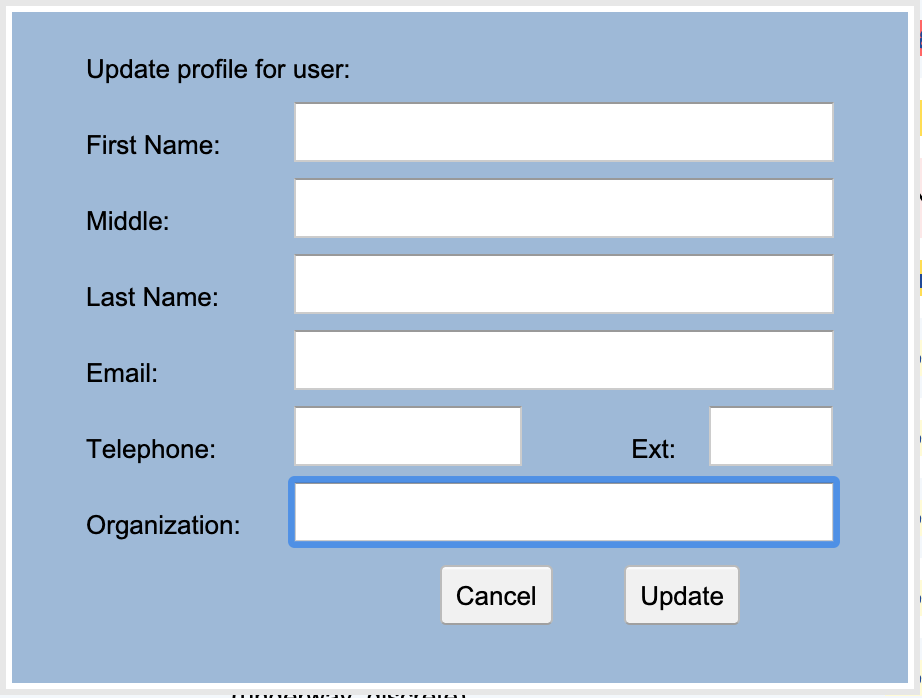 Update profile for user:
First Name:
Middle:
Last Name:
Email:
Telephone: Ext:
Organization:
Cancel Update